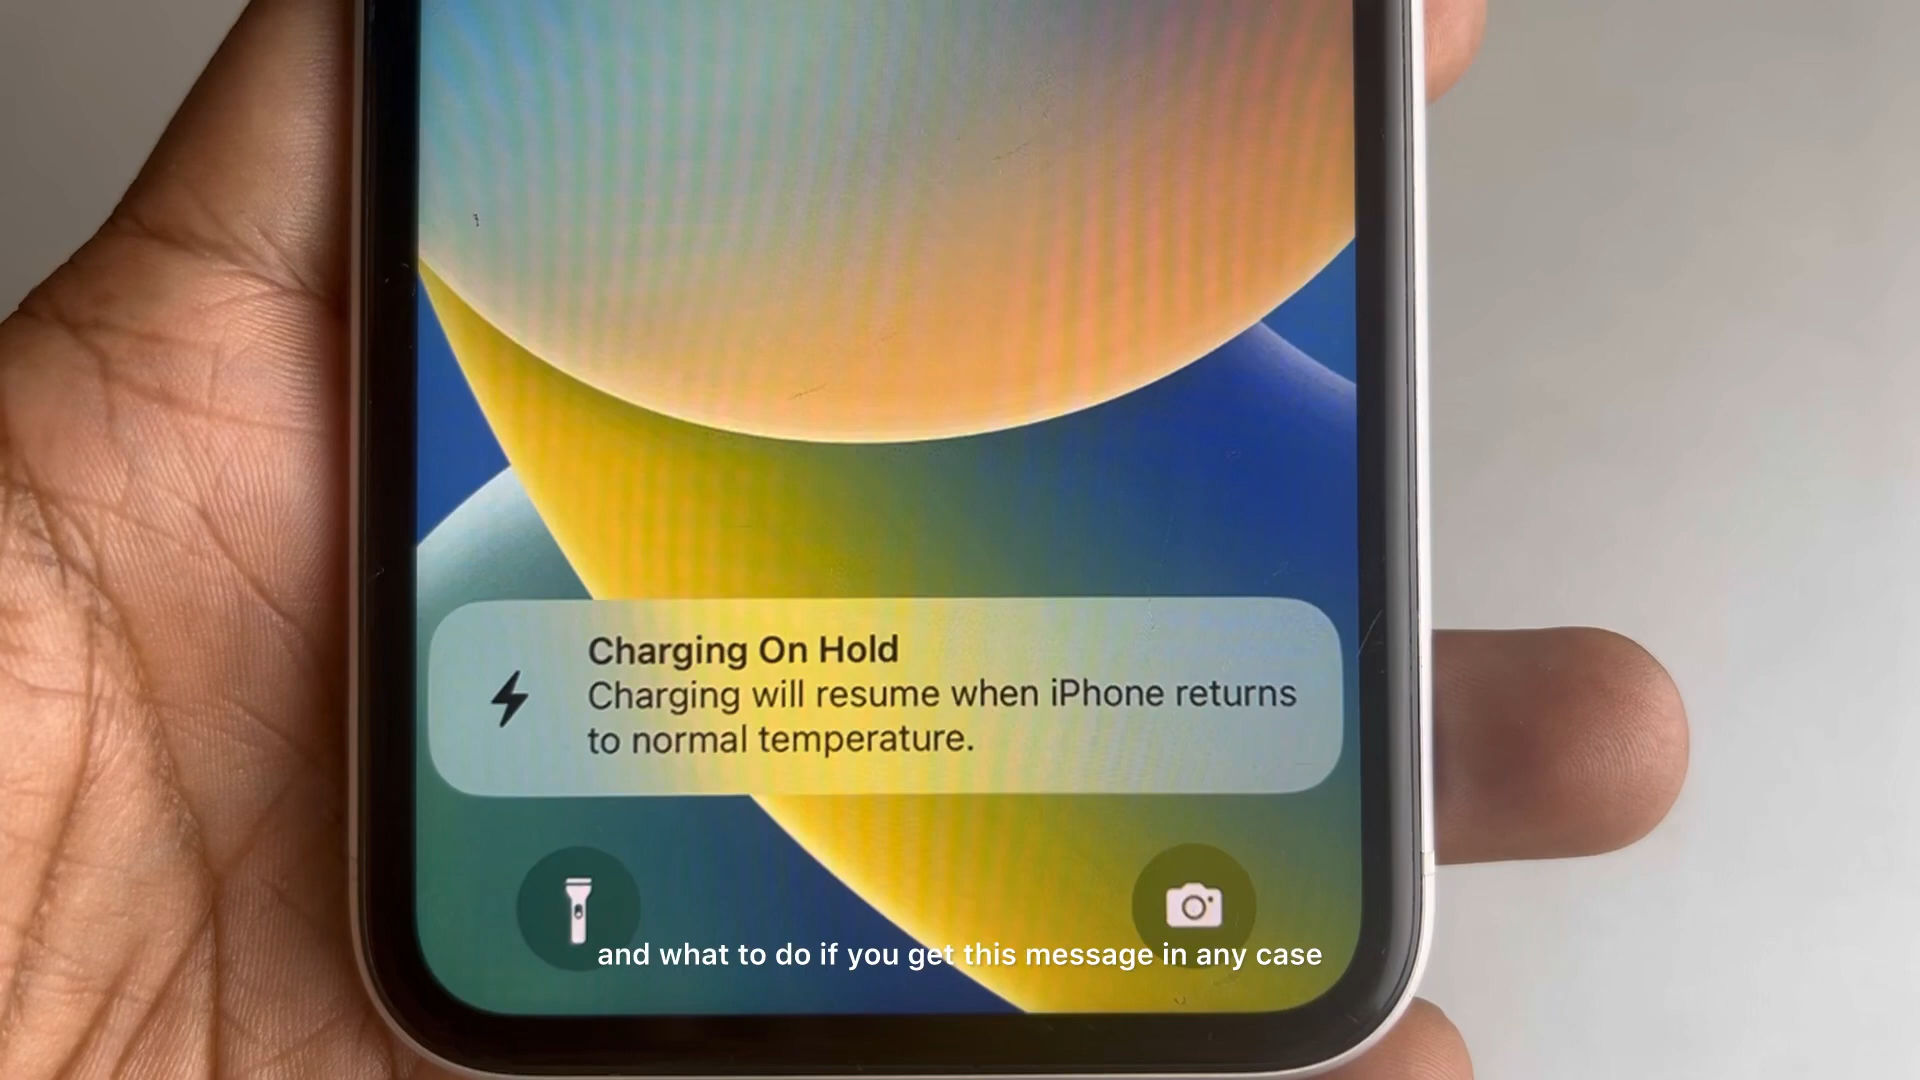 Charging On Hold
Charging will resume when iPhone returns
to normal temperature.
and what to do if you get this message in any case